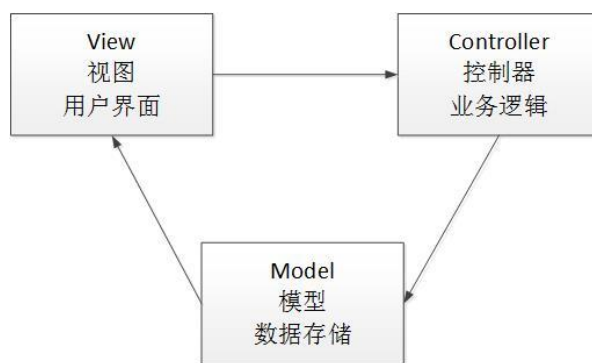 View
视图
用户界面
Controller
控制器
业务逻辑
Model
模型
数据存储